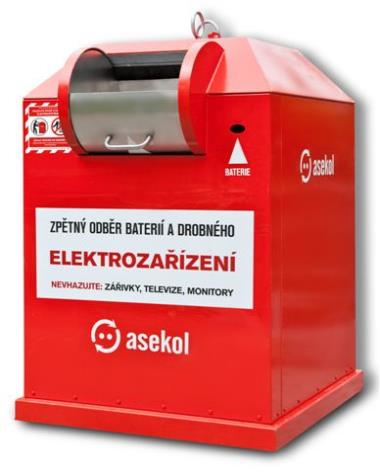 BATERIE
asekol
ZPĚTNÝ ODBĚR BATERIÍ A DROBNÉHO
ELEKTROZAŘÍZENÍ
NEVHAZUJTE: ZÁŘIVKY, TELEVIZE, MONITORY
asekol